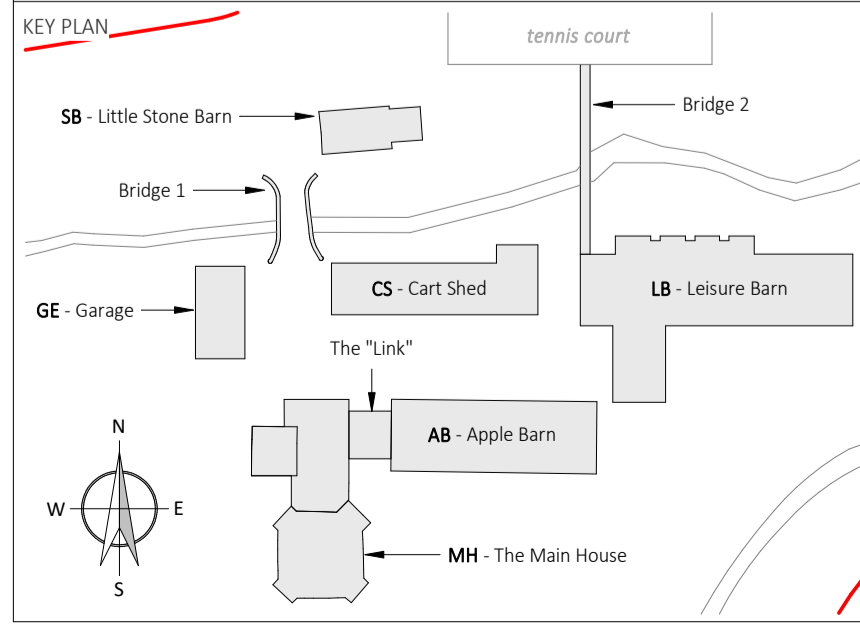 KEY PLAN
tennis court
SB - Little Stone Barn
Bridge 2
Bridge 1
CS - Cart Shed
LB - Leisure Barn
GE - Garage
The "Link"
AB - Apple Barn
N
W
E
S
MH - The Main House